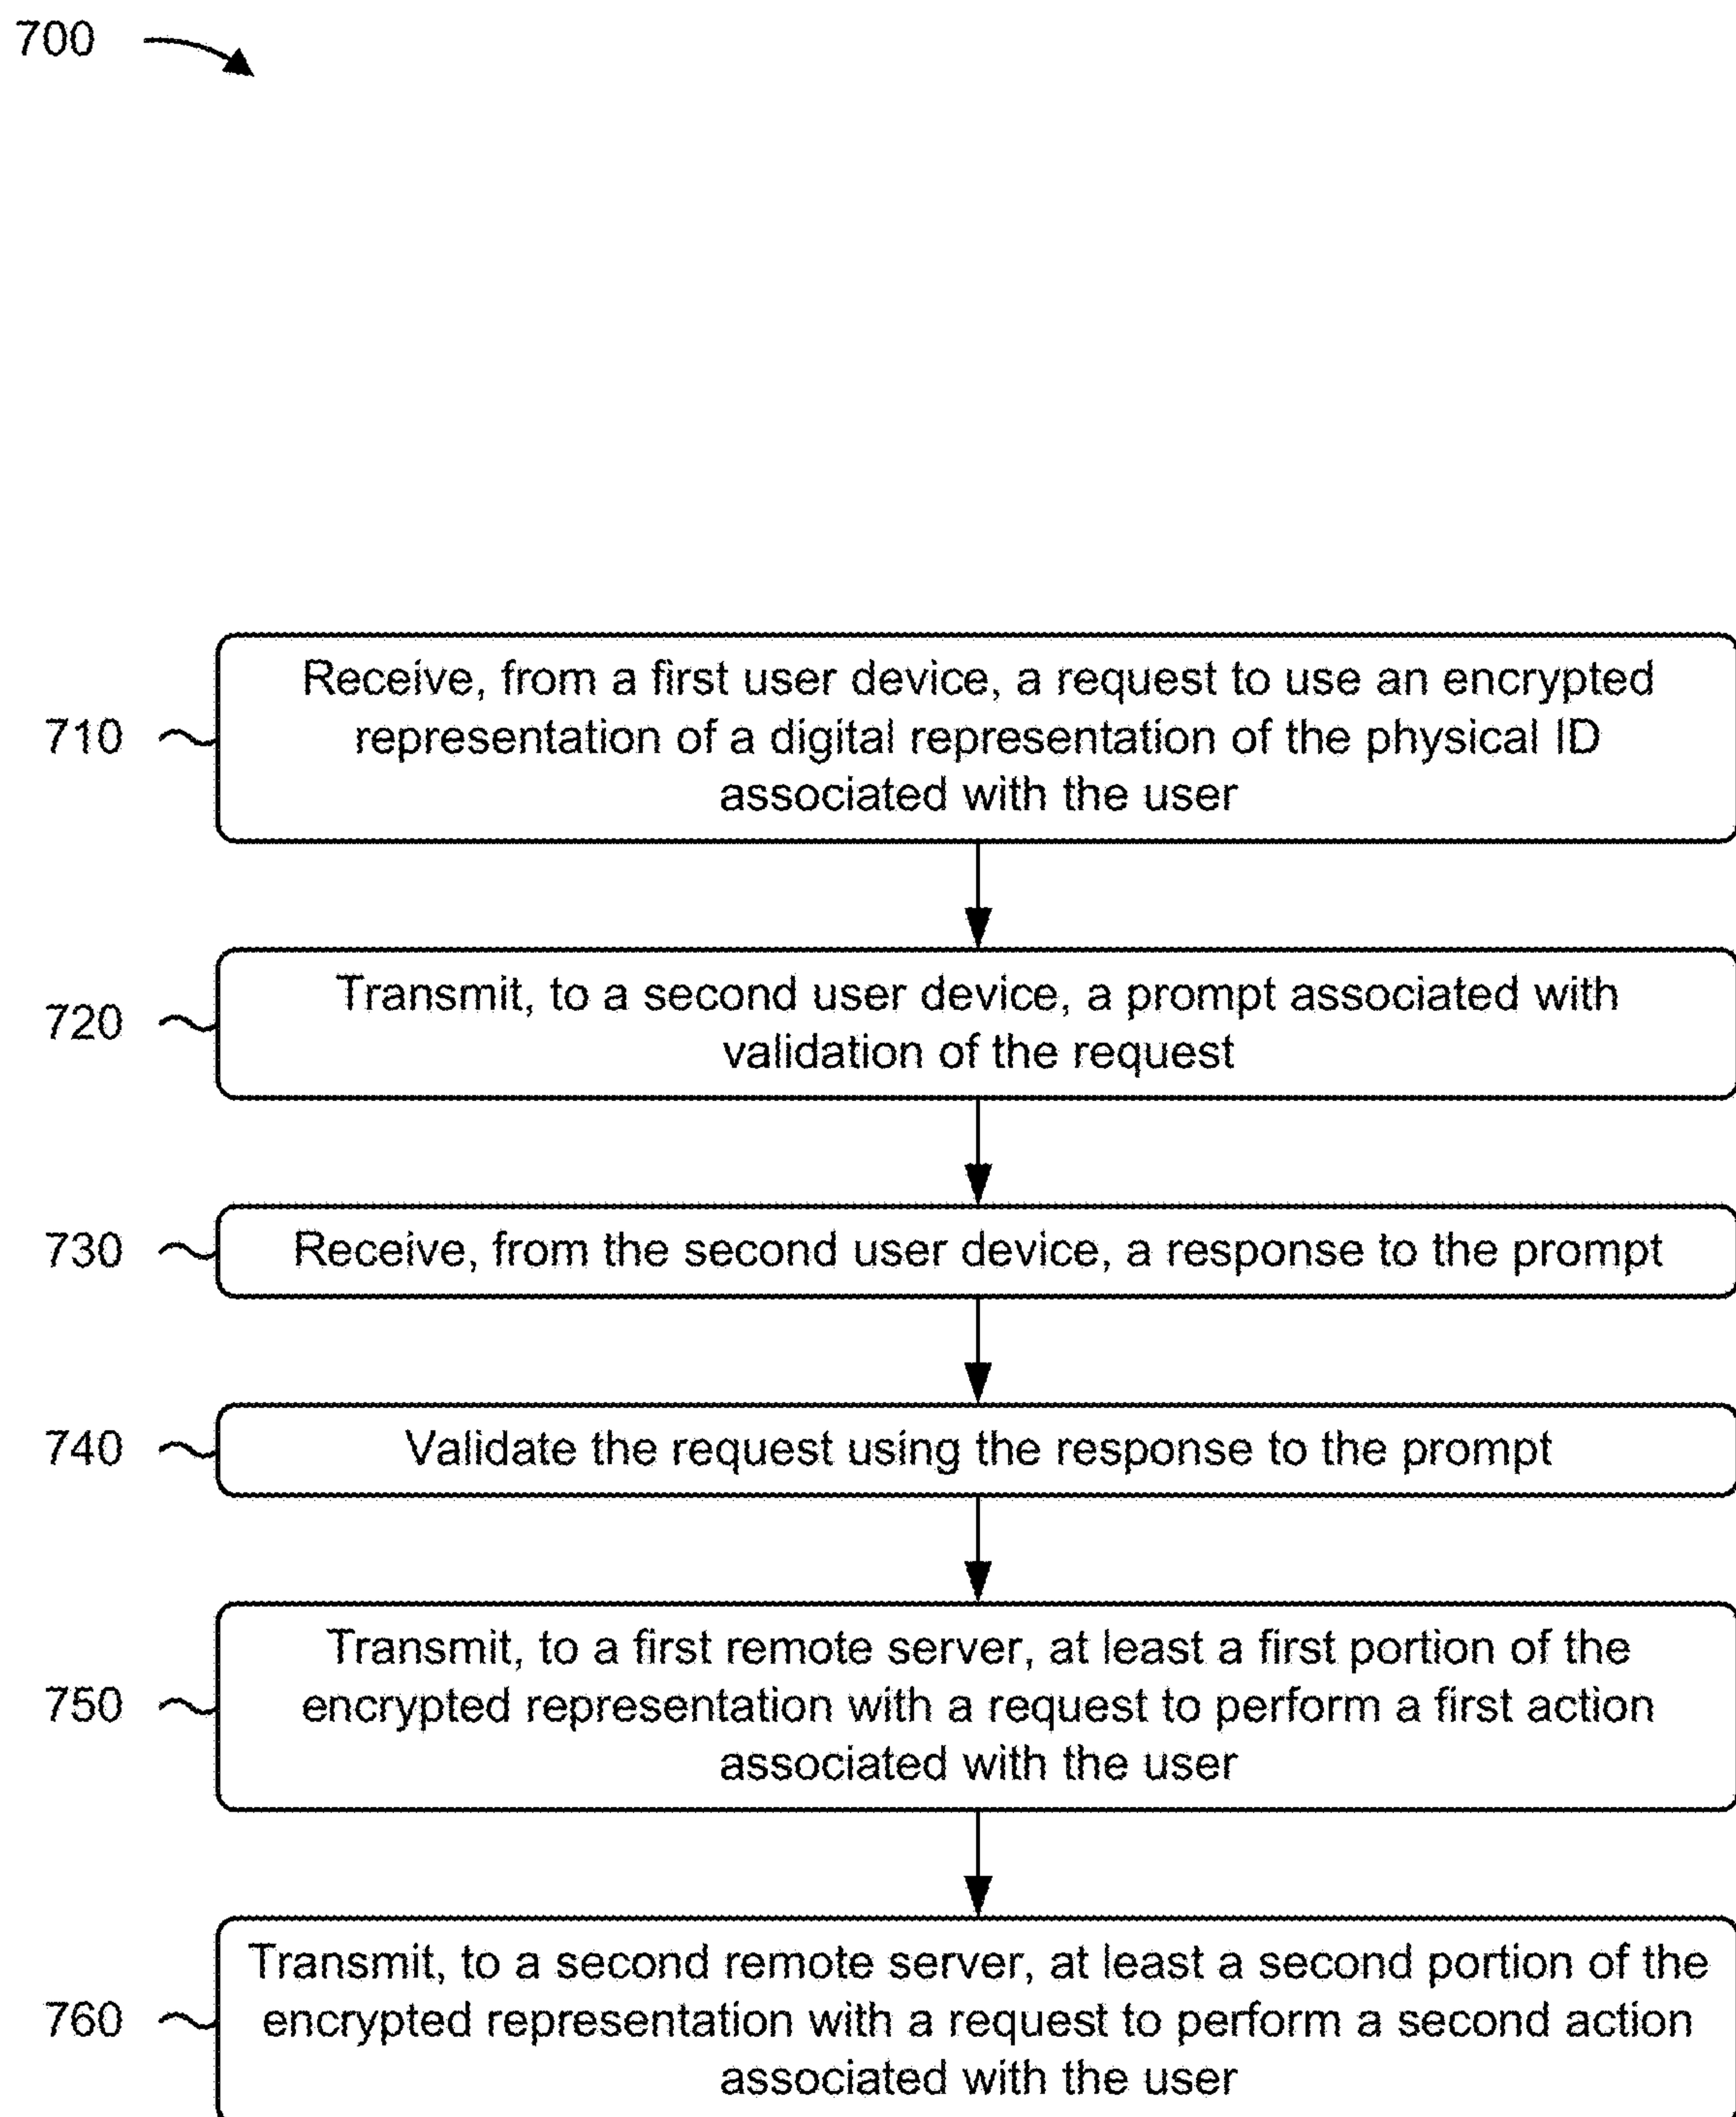 700
Receive, from a first user device, a request to use an encrypted
representation of a digital representation of the physical ID
associated with the user
710
Transmit, to a second user device, a prompt associated with
validation of the request
720
730
Receive, from the second user device, a response to the prompt
740
Validate the request using the response to the prompt
Transmit, to a first remote server, at least a first portion of the
encrypted representation with a request to perform a first action
associated with the user
750
Transmit, to a second remote server, at least a second portion of the
encrypted representation with a request to perform a second action
associated with the user
760